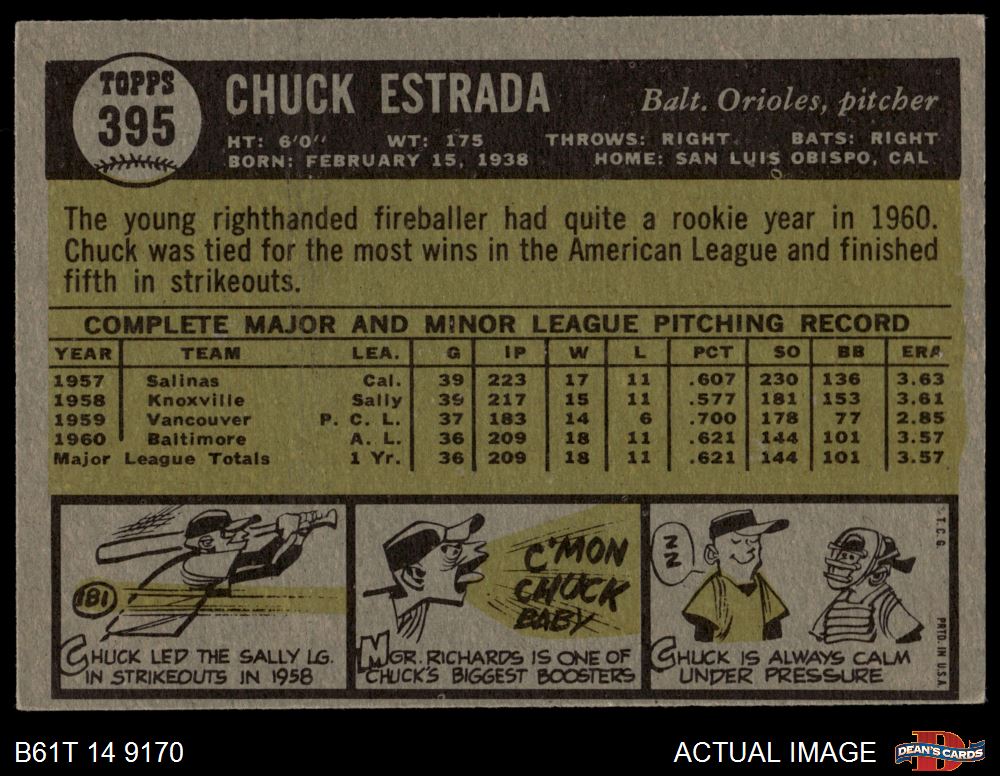 TOPPS
395
CHUCK ESTRADA
Balt. Orioles, pitcher
HT: 6'0" WT: 175 THROWS: RIGHT BATS: RIGHT
BORN: FEBRUARY 15, 1938 HOME: SAN LUIS OBISPO, CAL
The young righthanded fireballer had quite a rookie year in 1960.
Chuck was tied for the most wins in the American League and finished
fifth in strikeouts.
COMPLETE MAJOR AND MINOR LEAGUE PITCHING RECORD
YEAR TEAM LEA. G IP W L PCT SO BB ERA
1957 Salinas Cal. 39 223 17 11 .607 230 136 3.63
1958 Knoxville Sally 39 217 15 11 .577 181 153 3.61
1959 Vancouver P. C. L. 37 183 14 6 .700 178 77 2.85
1960 Baltimore A. L. 36 209 18 11 .621 144 101 3.57
Major League Totals 1 Yr. 36 209 18 11 .621 144 101 3.57
181
CHUCK LED THE SALLY LG.
IN STRIKEOUTS IN 1958
C'MON
CHUCK
BABY
MGR. RICHARDS IS ONE OF
CHUCK'S BIGGEST BOOSTERS
ZZ
CHUCK IS ALWAYS CALM
UNDER PRESSURE
T.C.G.
PRTD. IN U.S.A.
B61T 14 9170
ACTUAL IMAGE
D
DEAN'S CARDS